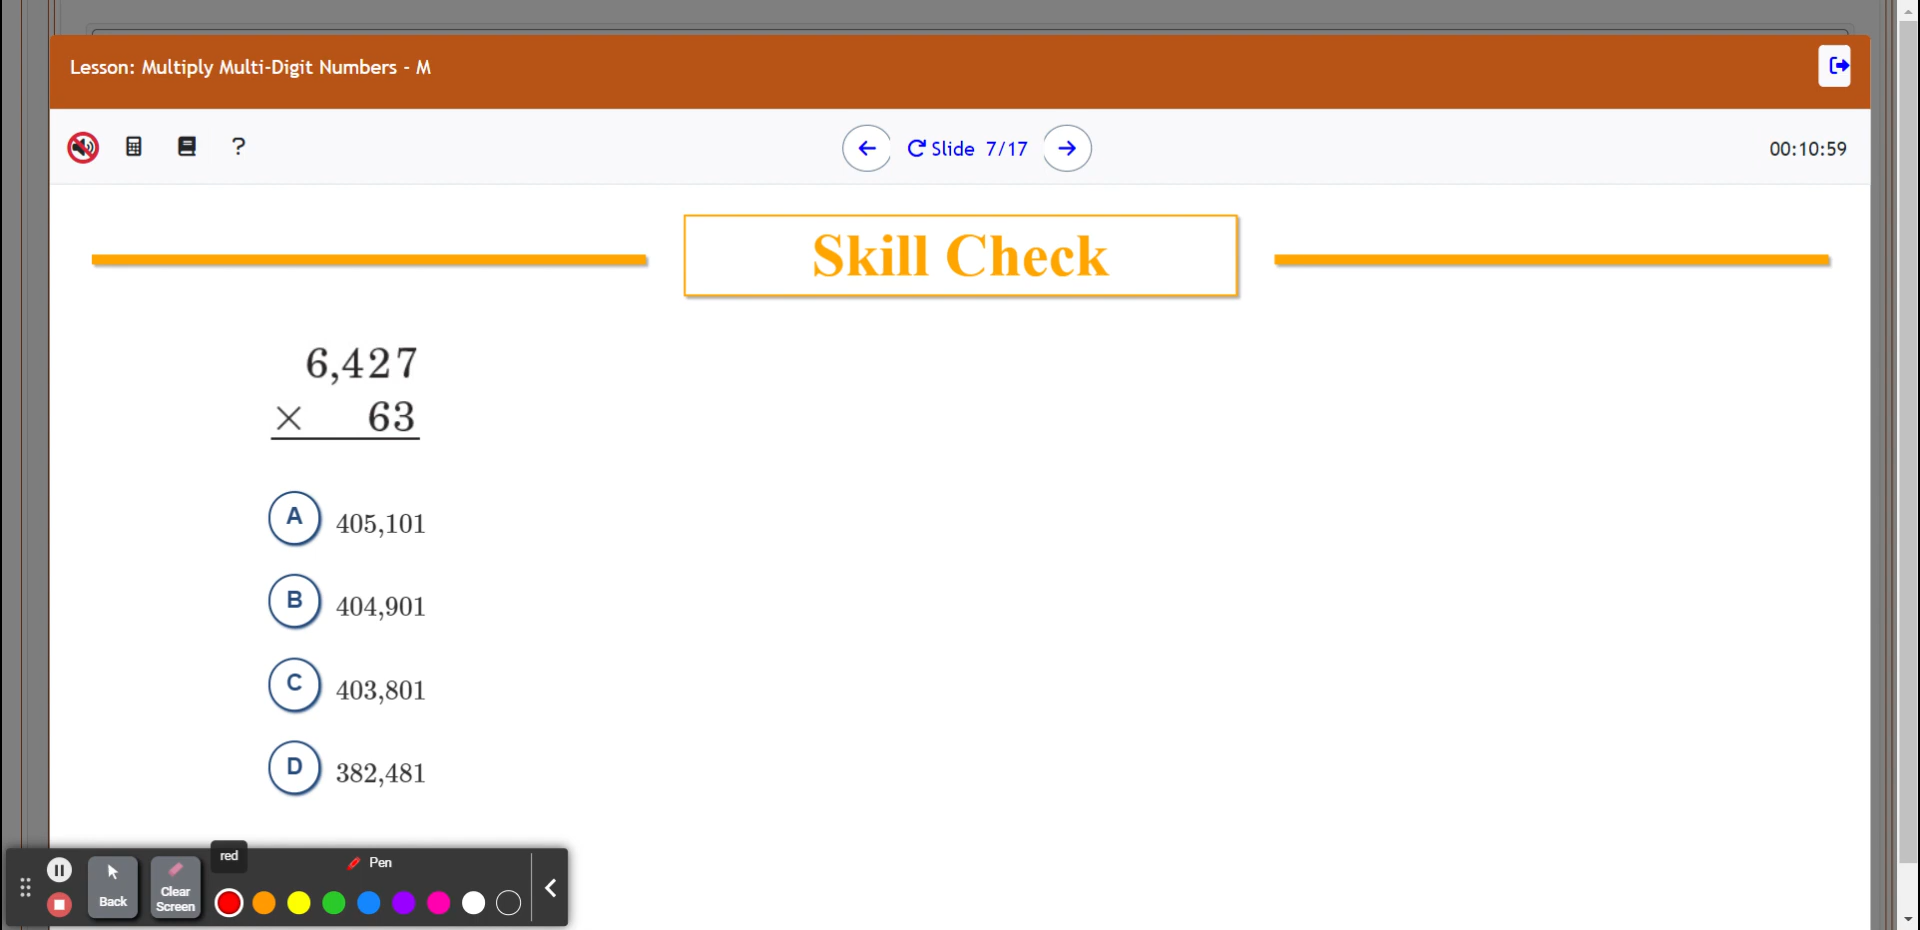 Lesson: Multiply Multi-Digit Numbers - M
?
Slide 7/17
00:10:59
Skill Check
6,427
× 63
A 405,101
B 404,901
C 403,801
D 382,481
red
Pen
Back
Clear
Screen